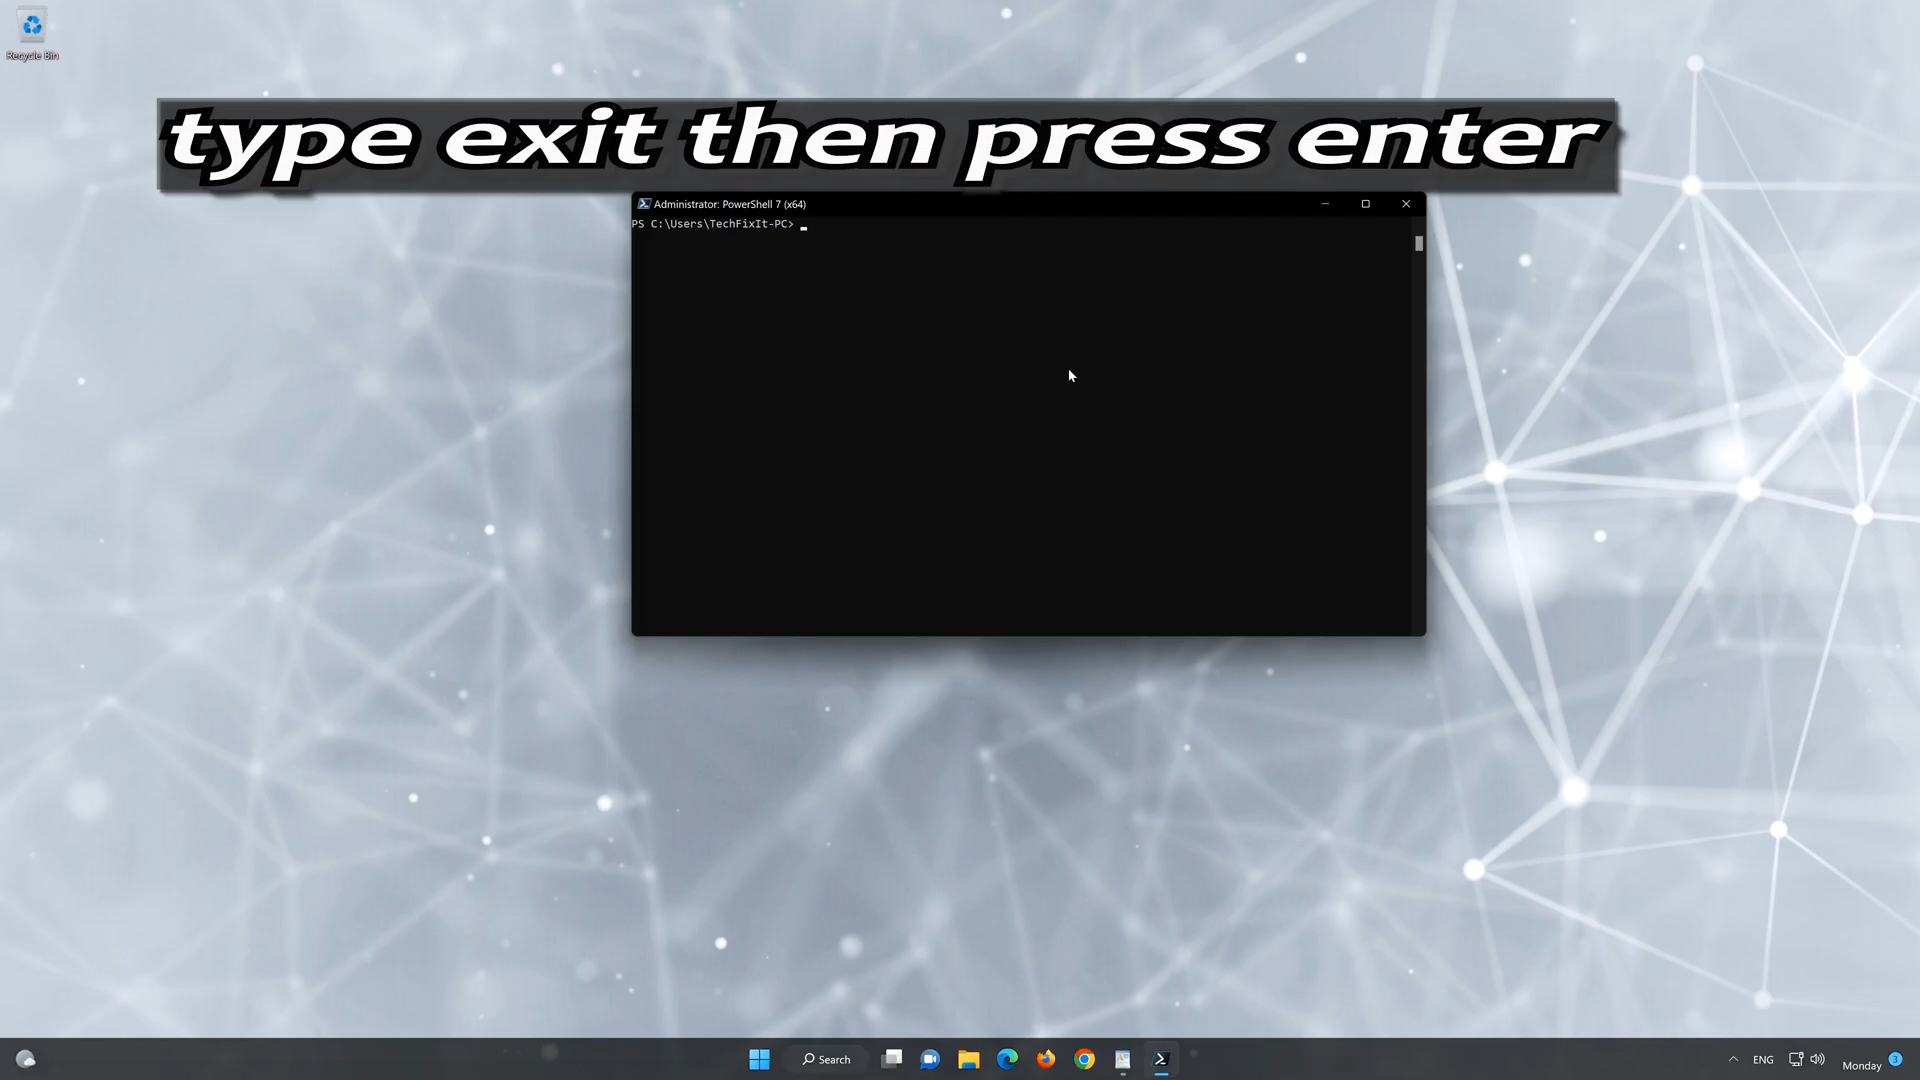 Recycle Bin
type exit then press enter
Administrator: PowerShell 7 (x64)
PS C:\Users\TechFixIt-PC>
Search
ENG
Monday
3